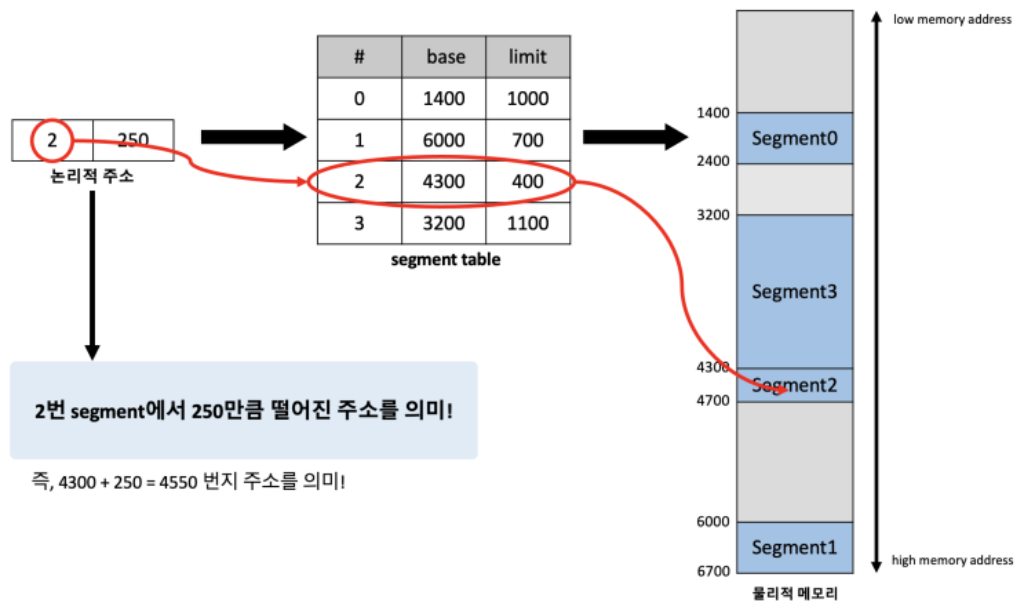 2 250
논리적 주소
# base limit
0 1400 1000
1 6000 700
2 4300 400
3 3200 1100
segment table
2번 segment에서 250만큼 떨어진 주소를 의미!
즉, 4300 + 250 = 4550 번지 주소를 의미!
low memory address
1400
Segment0
2400
3200
Segment3
4300
Segment2
4700
6000
Segment1
6700
high memory address
물리적 메모리